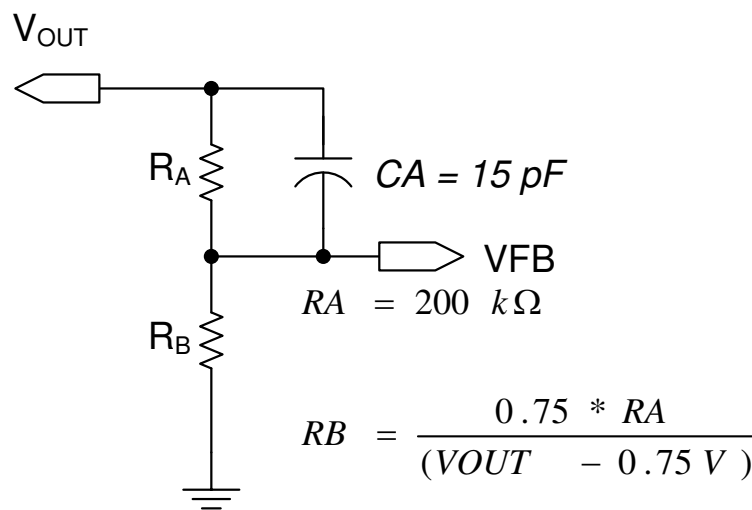 VOUT
RA
CA = 15 pF
VFB
RA = 200 kΩ
RB
RB = 0.75 * RA / (VOUT - 0.75 V)